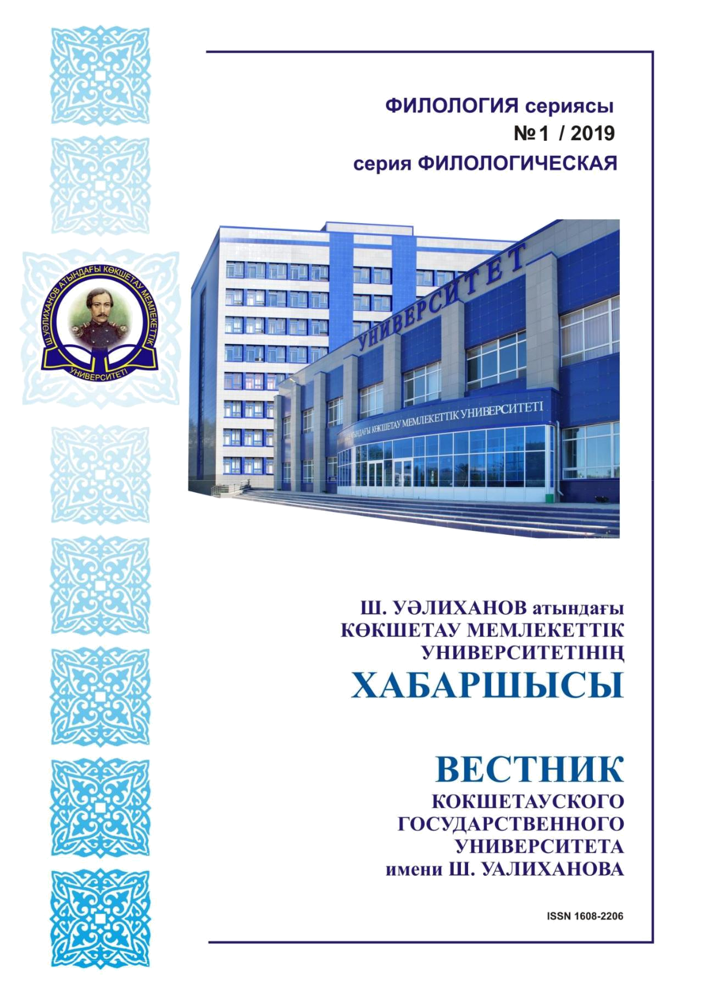 ФИЛОЛОГИЯ сериясы
№1 / 2019
серия ФИЛОЛОГИЧЕСКАЯ
Ш.УӘЛИХАНОВ АТЫНДАҒЫ КӨКШЕТАУ МЕМЛЕКЕТТІК
УНИВЕРСИТЕТІ
УНИВЕРСИТЕТ
АТЫНДАҒЫ КӨКШЕТАУ МЕМЛЕКЕТТІК УНИВЕРСИТЕТІ
Ш. УӘЛИХАНОВ атындағы
КӨКШЕТАУ МЕМЛЕКЕТТІК
УНИВЕРСИТЕТІНІҢ
ХАБАРШЫСЫ
ВЕСТНИК
КОКШЕТАУСКОГО
ГОСУДАРСТВЕННОГО
УНИВЕРСИТЕТА
имени Ш. УАЛИХАНОВА
ISSN 1608-2206